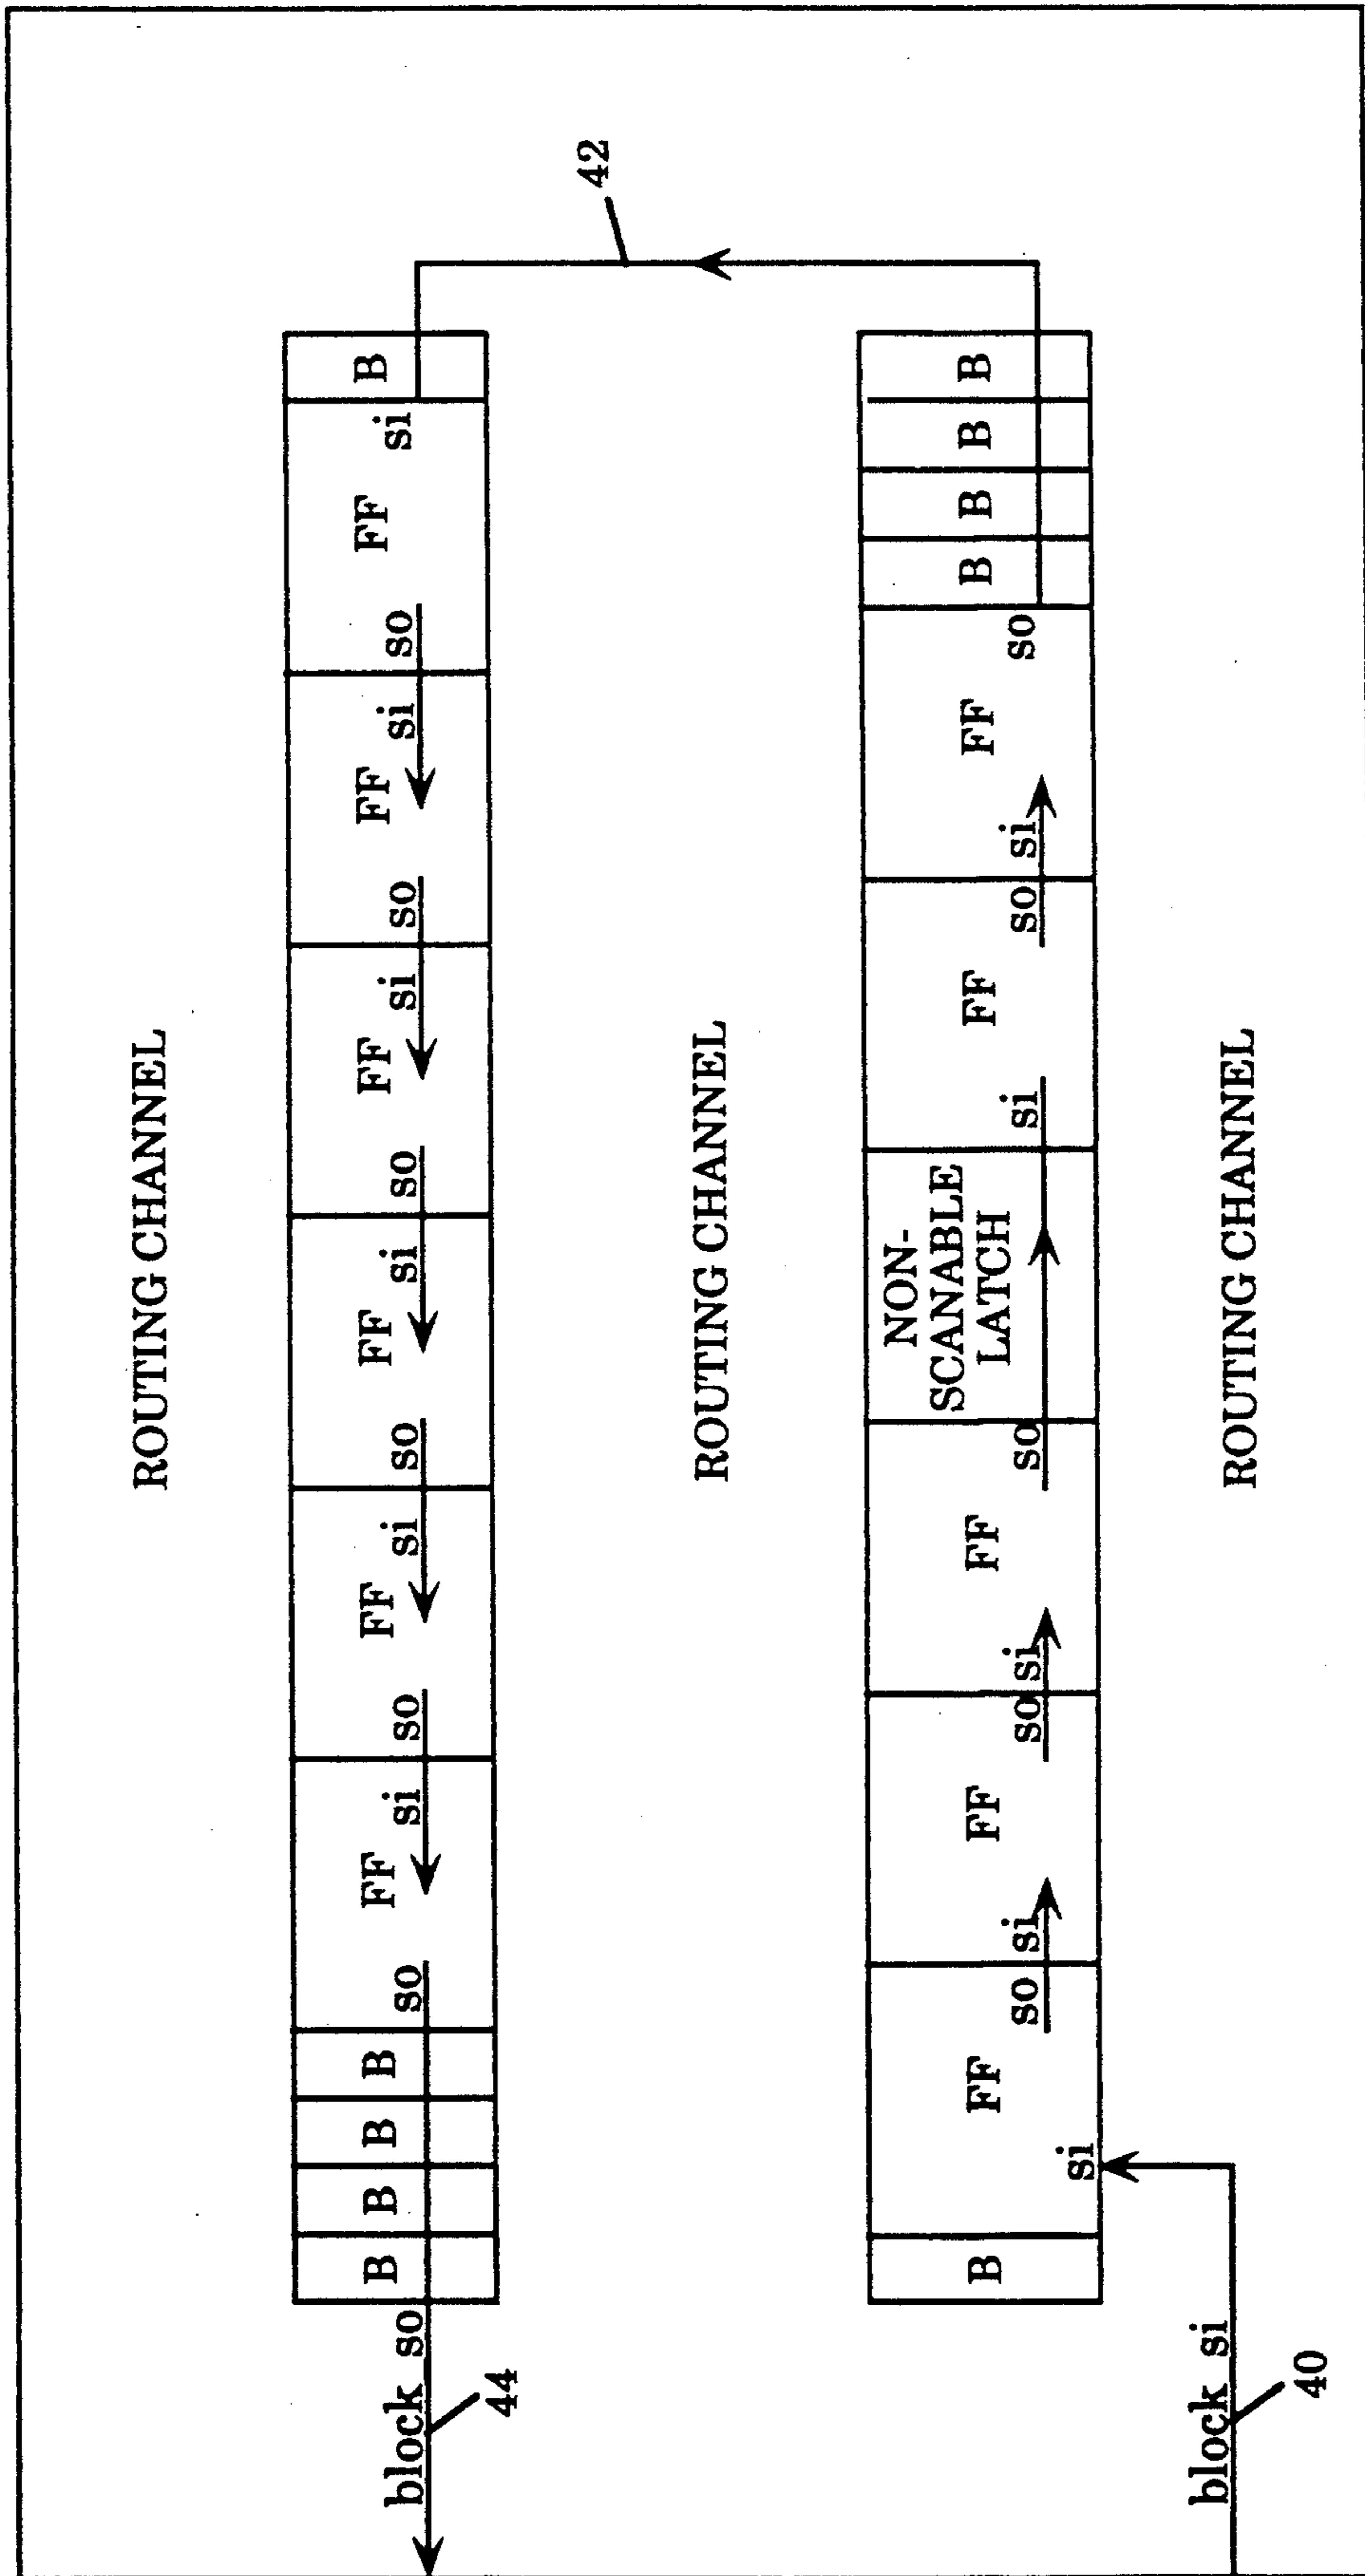 ROUTING CHANNEL
B B B B FF FF FF FF FF FF B
block so so si so si so si so si so si so si
44
42
ROUTING CHANNEL
NON-
SCANABLE
LATCH
B FF FF FF FF FF B B B B
so si so si so si so si so
si
ROUTING CHANNEL
block si
40